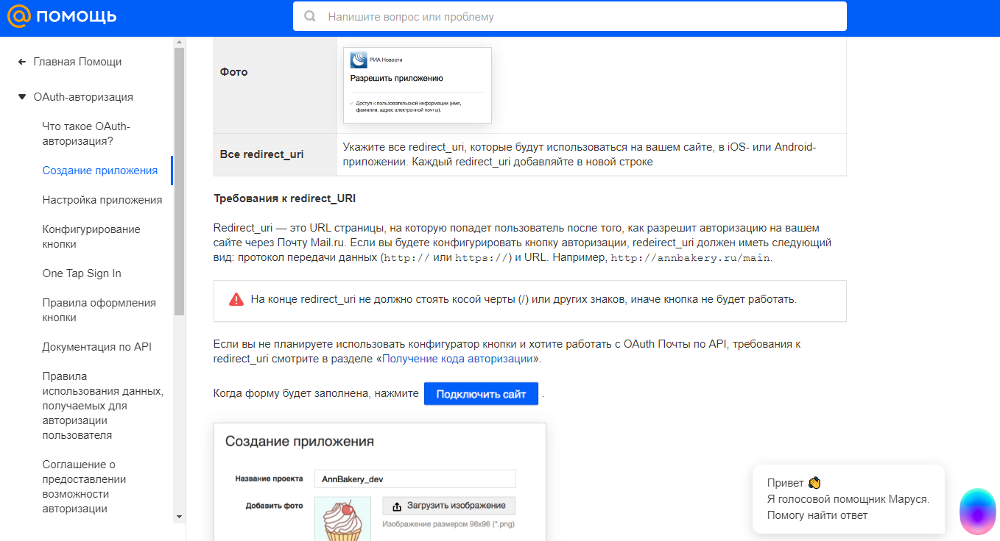 ПОМОЩЬ
Напишите вопрос или проблему
Главная Помощи
OAuth-авторизация
Что такое OAuth-
авторизация?
Создание приложения
Настройка приложения
Конфигурирование
кнопки
One Tap Sign In
Правила оформления
кнопки
Документация по API
Правила
использования данных,
получаемых для
авторизации
пользователя
Соглашение о
предоставлении
возможности
авторизации
Фото
РИА Новости
Разрешить приложению
Доступ к пользовательской информации (имя,
фамилия, адрес электронной почты).
Все redirect_uri
Укажите все redirect_uri, которые будут использоваться на вашем сайте, в iOS- или Android-
приложении. Каждый redirect_uri добавляйте в новой строке
Требования к redirect_URI
Redirect_uri — это URL страницы, на которую попадет пользователь после того, как разрешит авторизацию на вашем
сайте через Почту Mail.ru. Если вы будете конфигурировать кнопку авторизации, redeirect_uri должен иметь следующий
вид: протокол передачи данных (http:// или https://) и URL. Например, http://annbakery.ru/main.
На конце redirect_uri не должно стоять косой черты (/) или других знаков, иначе кнопка не будет работать.
Если вы не планируете использовать конфигуратор кнопки и хотите работать с OAuth Почты по API, требования к
redirect_uri смотрите в разделе «Получение кода авторизации».
Когда форму будет заполнена, нажмите Подключить сайт .
Создание приложения
Название проекта AnnBakery_dev
Добавить фото Загрузить изображение
Изображение размером 96x96 (*.png)
Привет
Я голосовой помощник Маруся.
Помогу найти ответ